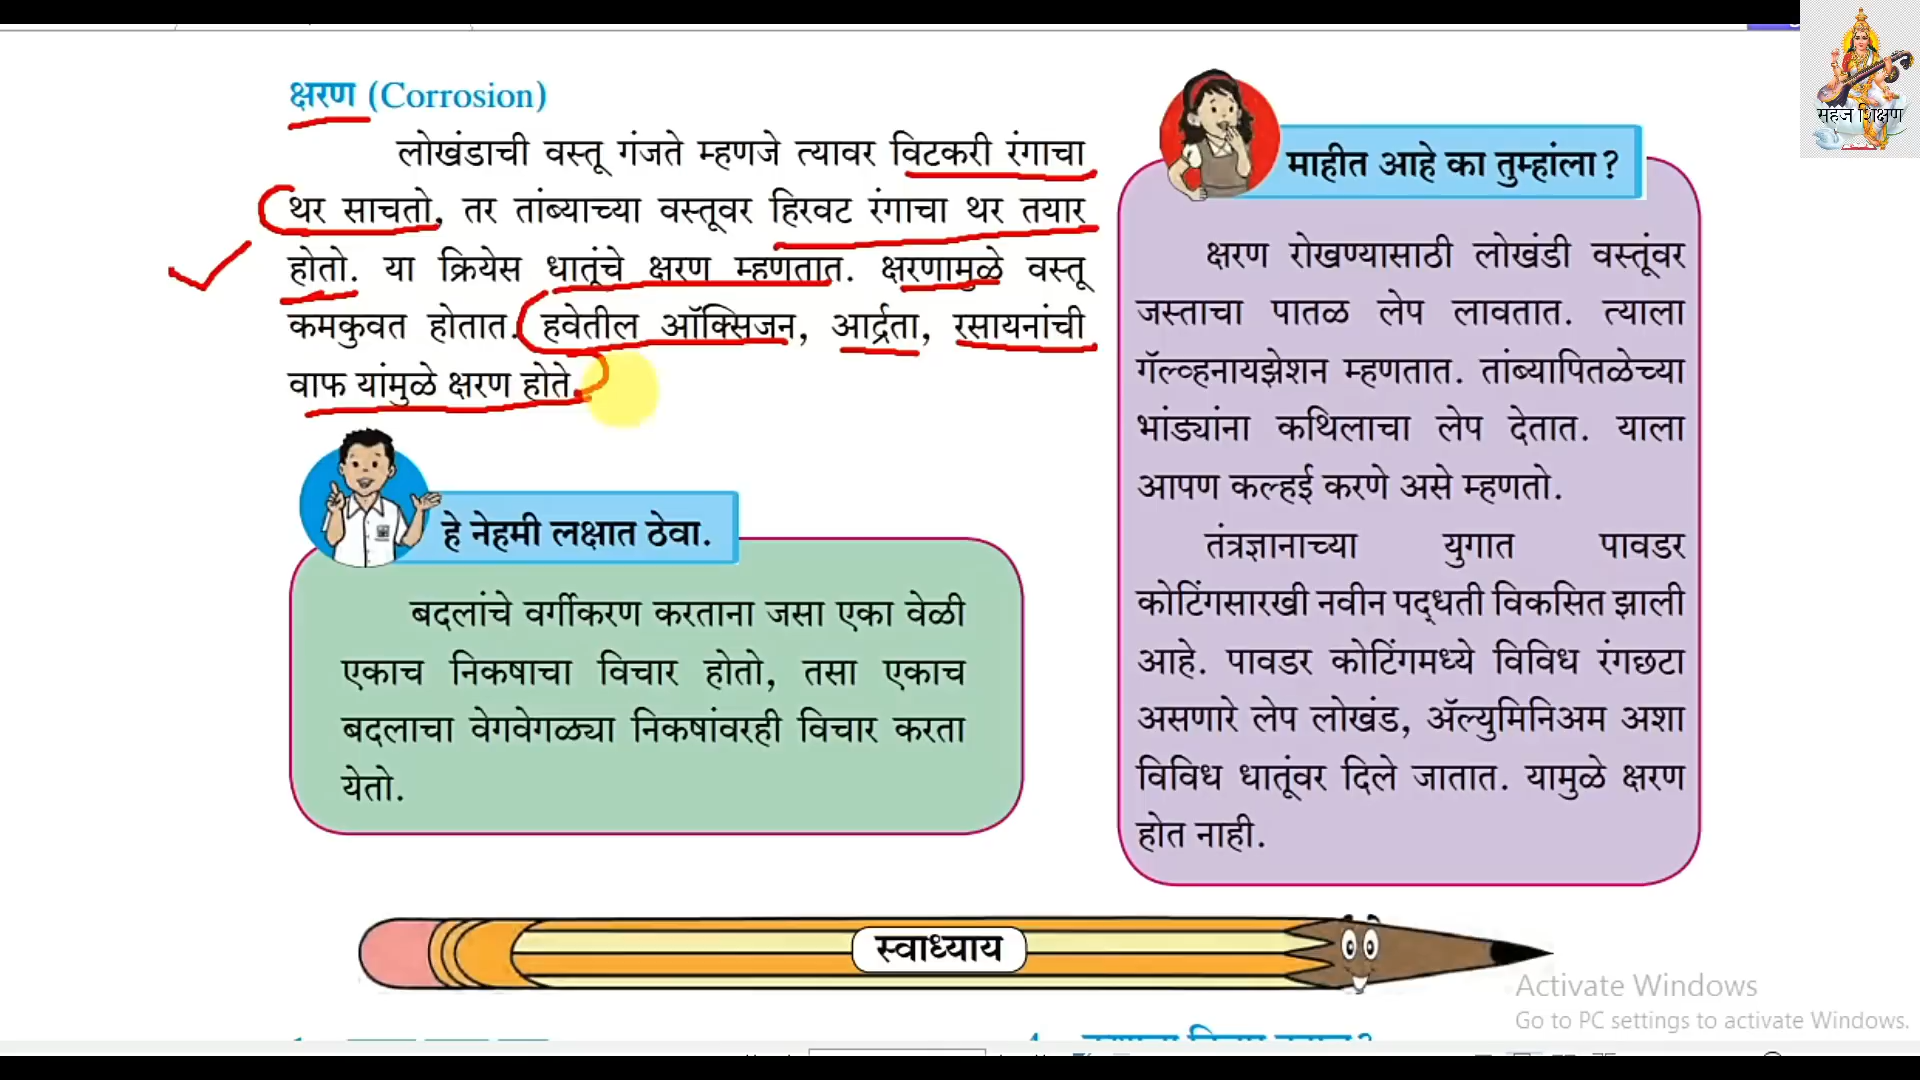 क्षरण (Corrosion)
लोखंडाची वस्तू गंजते म्हणजे त्यावर विटकरी रंगाचा
थर साचतो, तर तांब्याच्या वस्तूवर हिरवट रंगाचा थर तयार
होतो. या क्रियेस धातूंचे क्षरण म्हणतात. क्षरणामुळे वस्तू
कमकुवत होतात. हवेतील ऑक्सिजन, आर्द्रता, रसायनांची
वाफ यांमुळे क्षरण होते.
हे नेहमी लक्षात ठेवा.
बदलांचे वर्गीकरण करताना जसा एका वेळी
एकाच निकषाचा विचार होतो, तसा एकाच
बदलाचा वेगवेगळ्या निकषांवरही विचार करता
येतो.
माहीत आहे का तुम्हांला?
क्षरण रोखण्यासाठी लोखंडी वस्तूंवर
जस्ताचा पातळ लेप लावतात. त्याला
गॅल्व्हनायझेशन म्हणतात. तांब्यापितळेच्या
भांड्यांना कथिलाचा लेप देतात. याला
आपण कल्हई करणे असे म्हणतो.
तंत्रज्ञानाच्या युगात पावडर
कोटिंगसारखी नवीन पद्धती विकसित झाली
आहे. पावडर कोटिंगमध्ये विविध रंगछटा
असणारे लेप लोखंड, ॲल्युमिनिअम अशा
विविध धातूंवर दिले जातात. यामुळे क्षरण
होत नाही.
स्वाध्याय
सहज शिक्षण
Activate Windows
Go to PC settings to activate Windows.